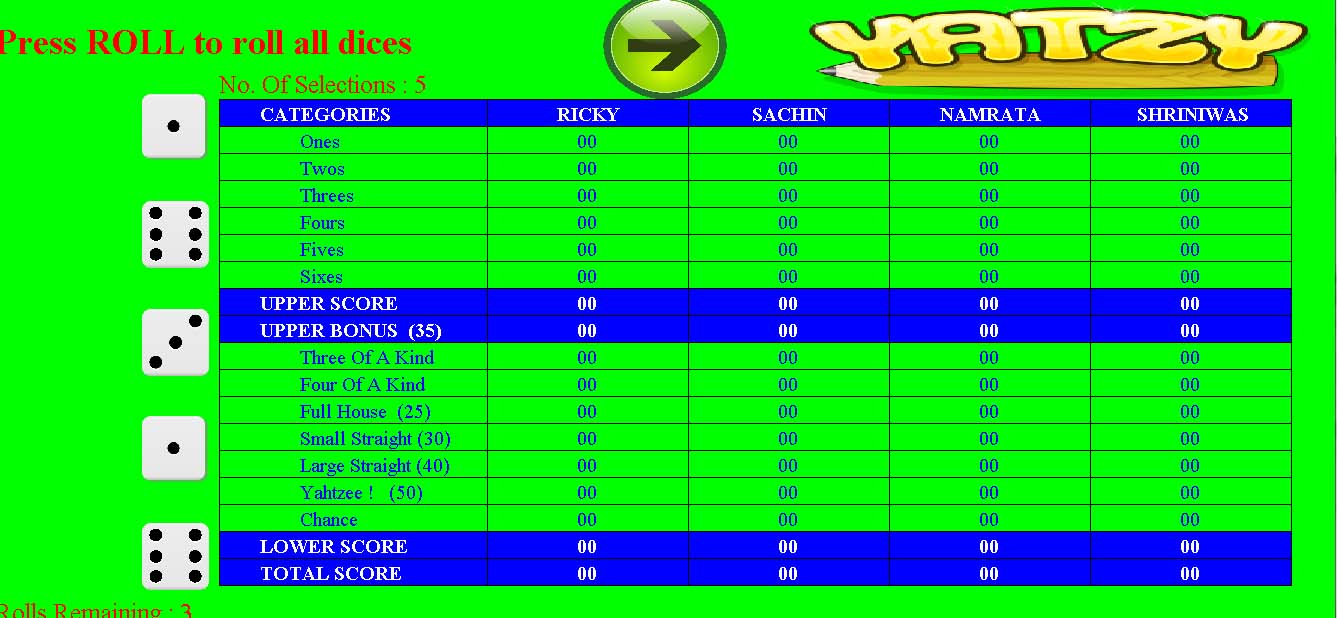 Press ROLL to roll all dices
YATZY
No. Of Selections : 5
CATEGORIES RICKY SACHIN NAMRATA SHRINIWAS
Ones 00 00 00 00
Twos 00 00 00 00
Threes 00 00 00 00
Fours 00 00 00 00
Fives 00 00 00 00
Sixes 00 00 00 00
UPPER SCORE 00 00 00 00
UPPER BONUS (35) 00 00 00 00
Three Of A Kind 00 00 00 00
Four Of A Kind 00 00 00 00
Full House (25) 00 00 00 00
Small Straight (30) 00 00 00 00
Large Straight (40) 00 00 00 00
Yahtzee ! (50) 00 00 00 00
Chance 00 00 00 00
LOWER SCORE 00 00 00 00
TOTAL SCORE 00 00 00 00
Rolls Remaining : 3